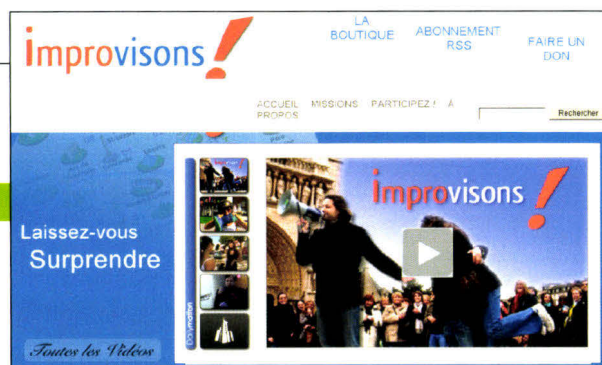 improvisons !
LA
BOUTIQUE
ABONNEMENT
RSS
FAIRE UN
DON
ACCUEIL MISSIONS PARTICIPEZ ! À
PROPOS
Rechercher
Laissez-vous
Surprendre
Toutes les Vidéos
Dailymotion
improvisons !